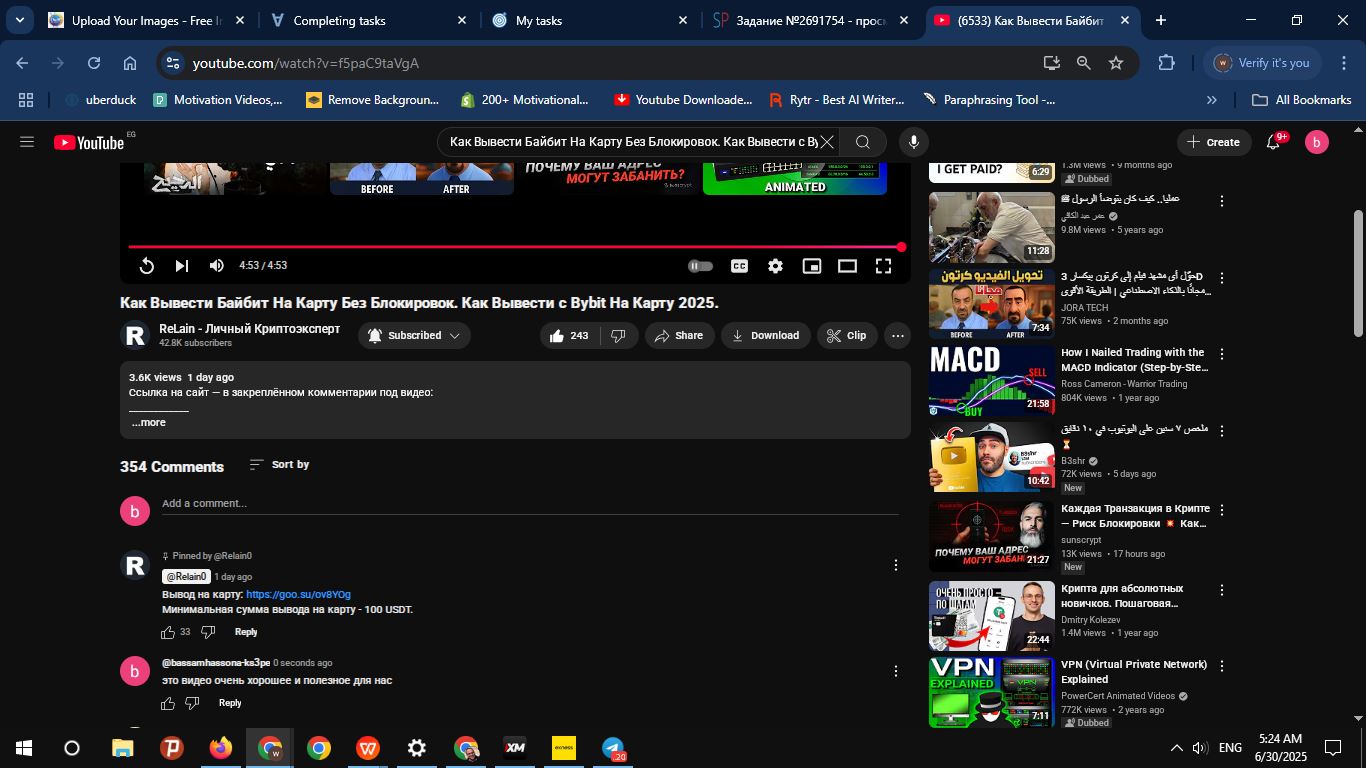 Upload Your Images - Free Ir
Completing tasks
My tasks
Задание №2691754 - прос
(6533) Как Вывести Байбит
youtube.com/watch?v=f5paC9taVgA
Verify it's you
uberduck
Motivation Videos,...
Remove Backgroun...
200+ Motivational...
Youtube Downloade...
Rytr - Best AI Writer...
Paraphrasing Tool -...
All Bookmarks
YouTube EG
Как Вывести Байбит На Карту Без Блокировок. Как Вывести с By
Create
9+
b
BEFORE AFTER
ПОЧЕМУ ВАШ АДРЕС
МОГУТ ЗАБАНИТЬ?
sunscrypt
ANIMATED
4:53 / 4:53
CC
Как Вывести Байбит На Карту Без Блокировок. Как Вывести с Bybit На Карту 2025.
R
ReLain - Личный Криптоэксперт
42.8K subscribers
Subscribed
243
Share
Download
Clip
3.6K views 1 day ago
Ссылка на сайт — в закреплённом комментарии под видео:
____________
...more
354 Comments
Sort by
b
Add a comment...
R
Pinned by @Relain0
@Relain0 1 day ago
Вывод на карту: https://goo.su/ov8YOg
Минимальная сумма вывода на карту - 100 USDT.
33
Reply
b
@bassamhassona-ks3pe 0 seconds ago
это видео очень хорошее и полезное для нас
Reply
I GET PAID?
6:29
1.3M views • 9 months ago
Dubbed
11:28
عمليا.. كيف كان يتوضأ الرسول ﷺ
عمر عبد الكافي
9.8M views • 5 years ago
تحويل الفيديو كرتون
مجانا
BEFORE AFTER
7:34
حوّل أي مشهد فيلم إلى كرتون بيكسار 3D
مجانًا بالذكاء الاصطناعي | الطريقة الأقوى...
JORA TECH
75K views • 2 months ago
MACD
SELL
BUY
21:58
How I Nailed Trading with the
MACD Indicator (Step-by-Ste...
Ross Cameron - Warrior Trading
804K views • 1 year ago
B3shr
10:42
ملخص ٧ سنين على اليوتيوب في ١٠ دقايق
⌛
B3shr
72K views • 5 days ago
New
ПОЧЕМУ ВАШ АДРЕС
МОГУТ ЗАБАН
21:27
Каждая Транзакция в Крипте
— Риск Блокировки 💥 Как...
sunscrypt
13K views • 17 hours ago
New
ОЧЕНЬ ПРОСТО
ПО ШАГАМ
22:44
Крипта для абсолютных
новичков. Пошаговая...
Dmitry Kolezev
1.4M views • 1 year ago
VPN
EXPLAINED
7:11
VPN (Virtual Private Network)
Explained
PowerCert Animated Videos
772K views • 2 years ago
Dubbed
XM
exness
20
ENG
5:24 AM
6/30/2025